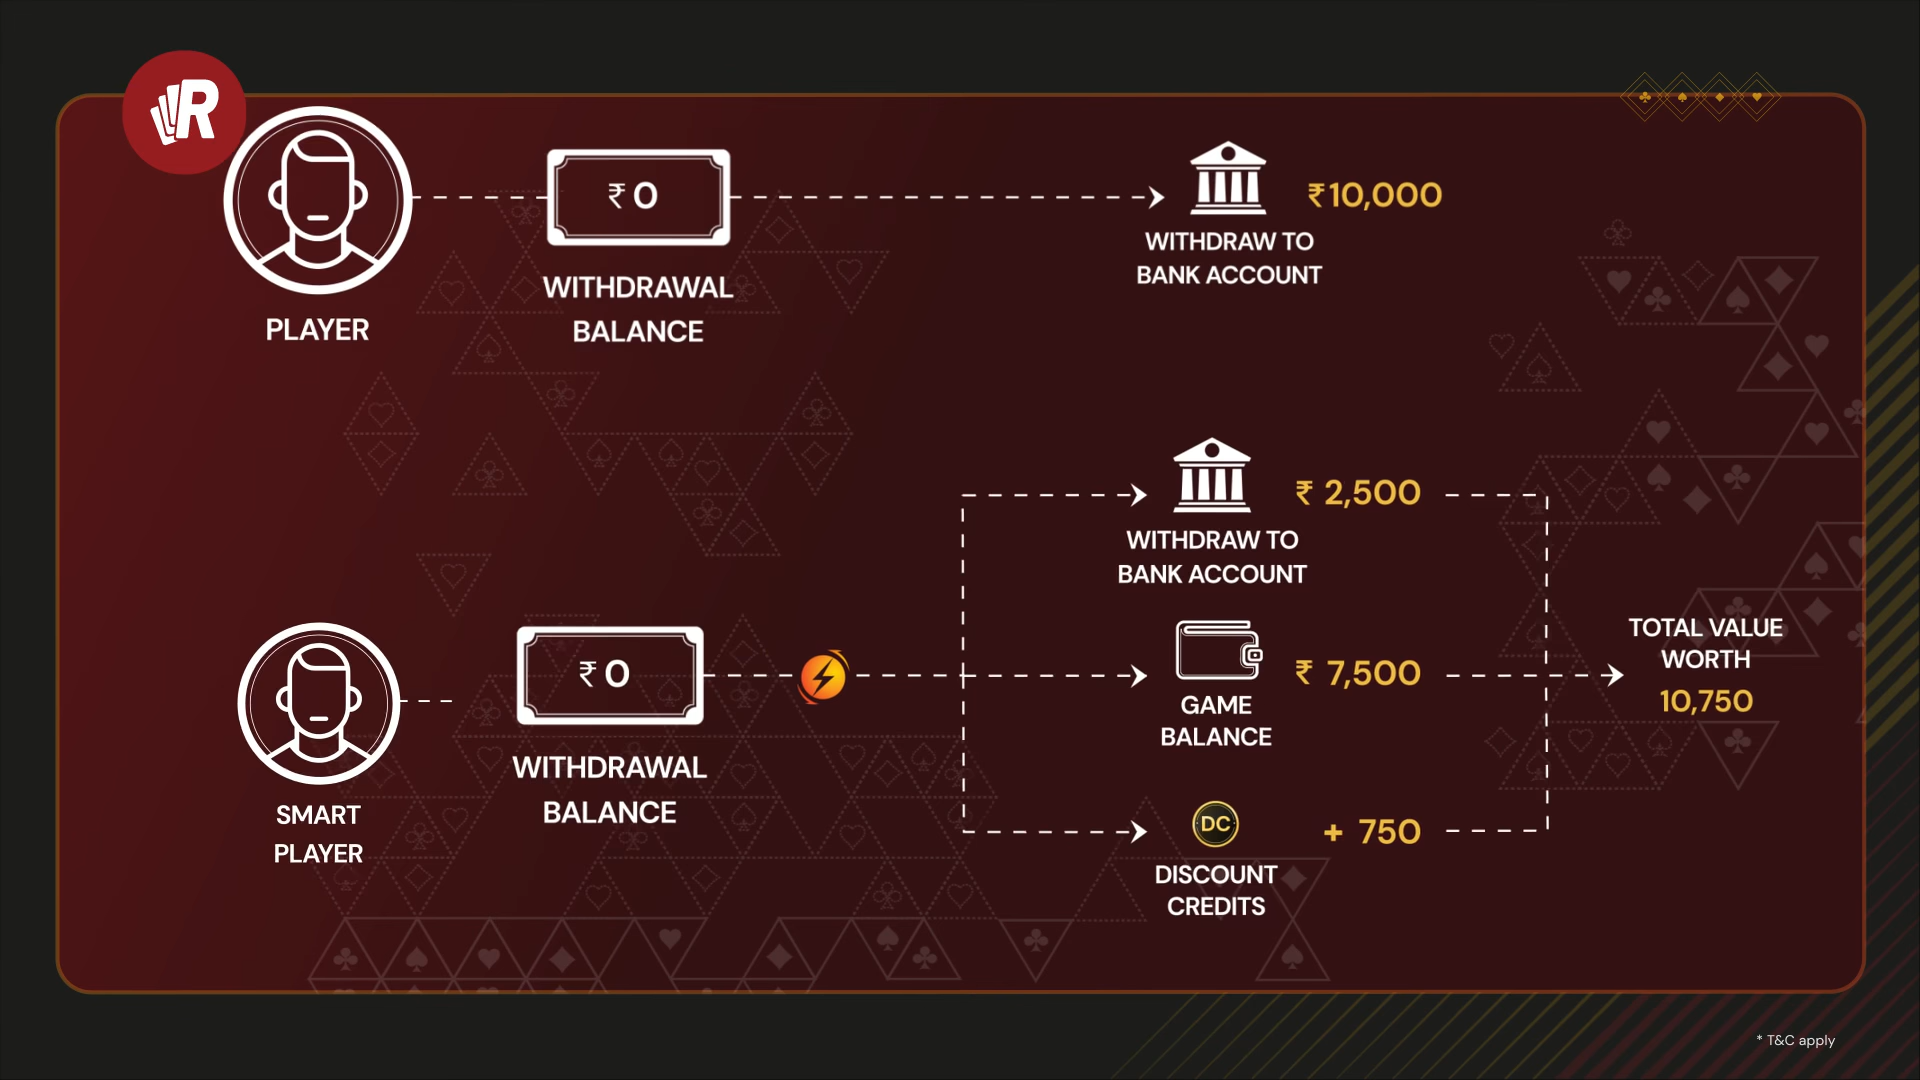 R
₹ 0
₹10,000
WITHDRAW TO
BANK ACCOUNT
WITHDRAWAL
BALANCE
PLAYER
₹ 2,500
WITHDRAW TO
BANK ACCOUNT
₹ 0
₹ 7,500
GAME
BALANCE
TOTAL VALUE
WORTH
10,750
WITHDRAWAL
BALANCE
SMART
PLAYER
DC
+ 750
DISCOUNT
CREDITS
* T&C apply